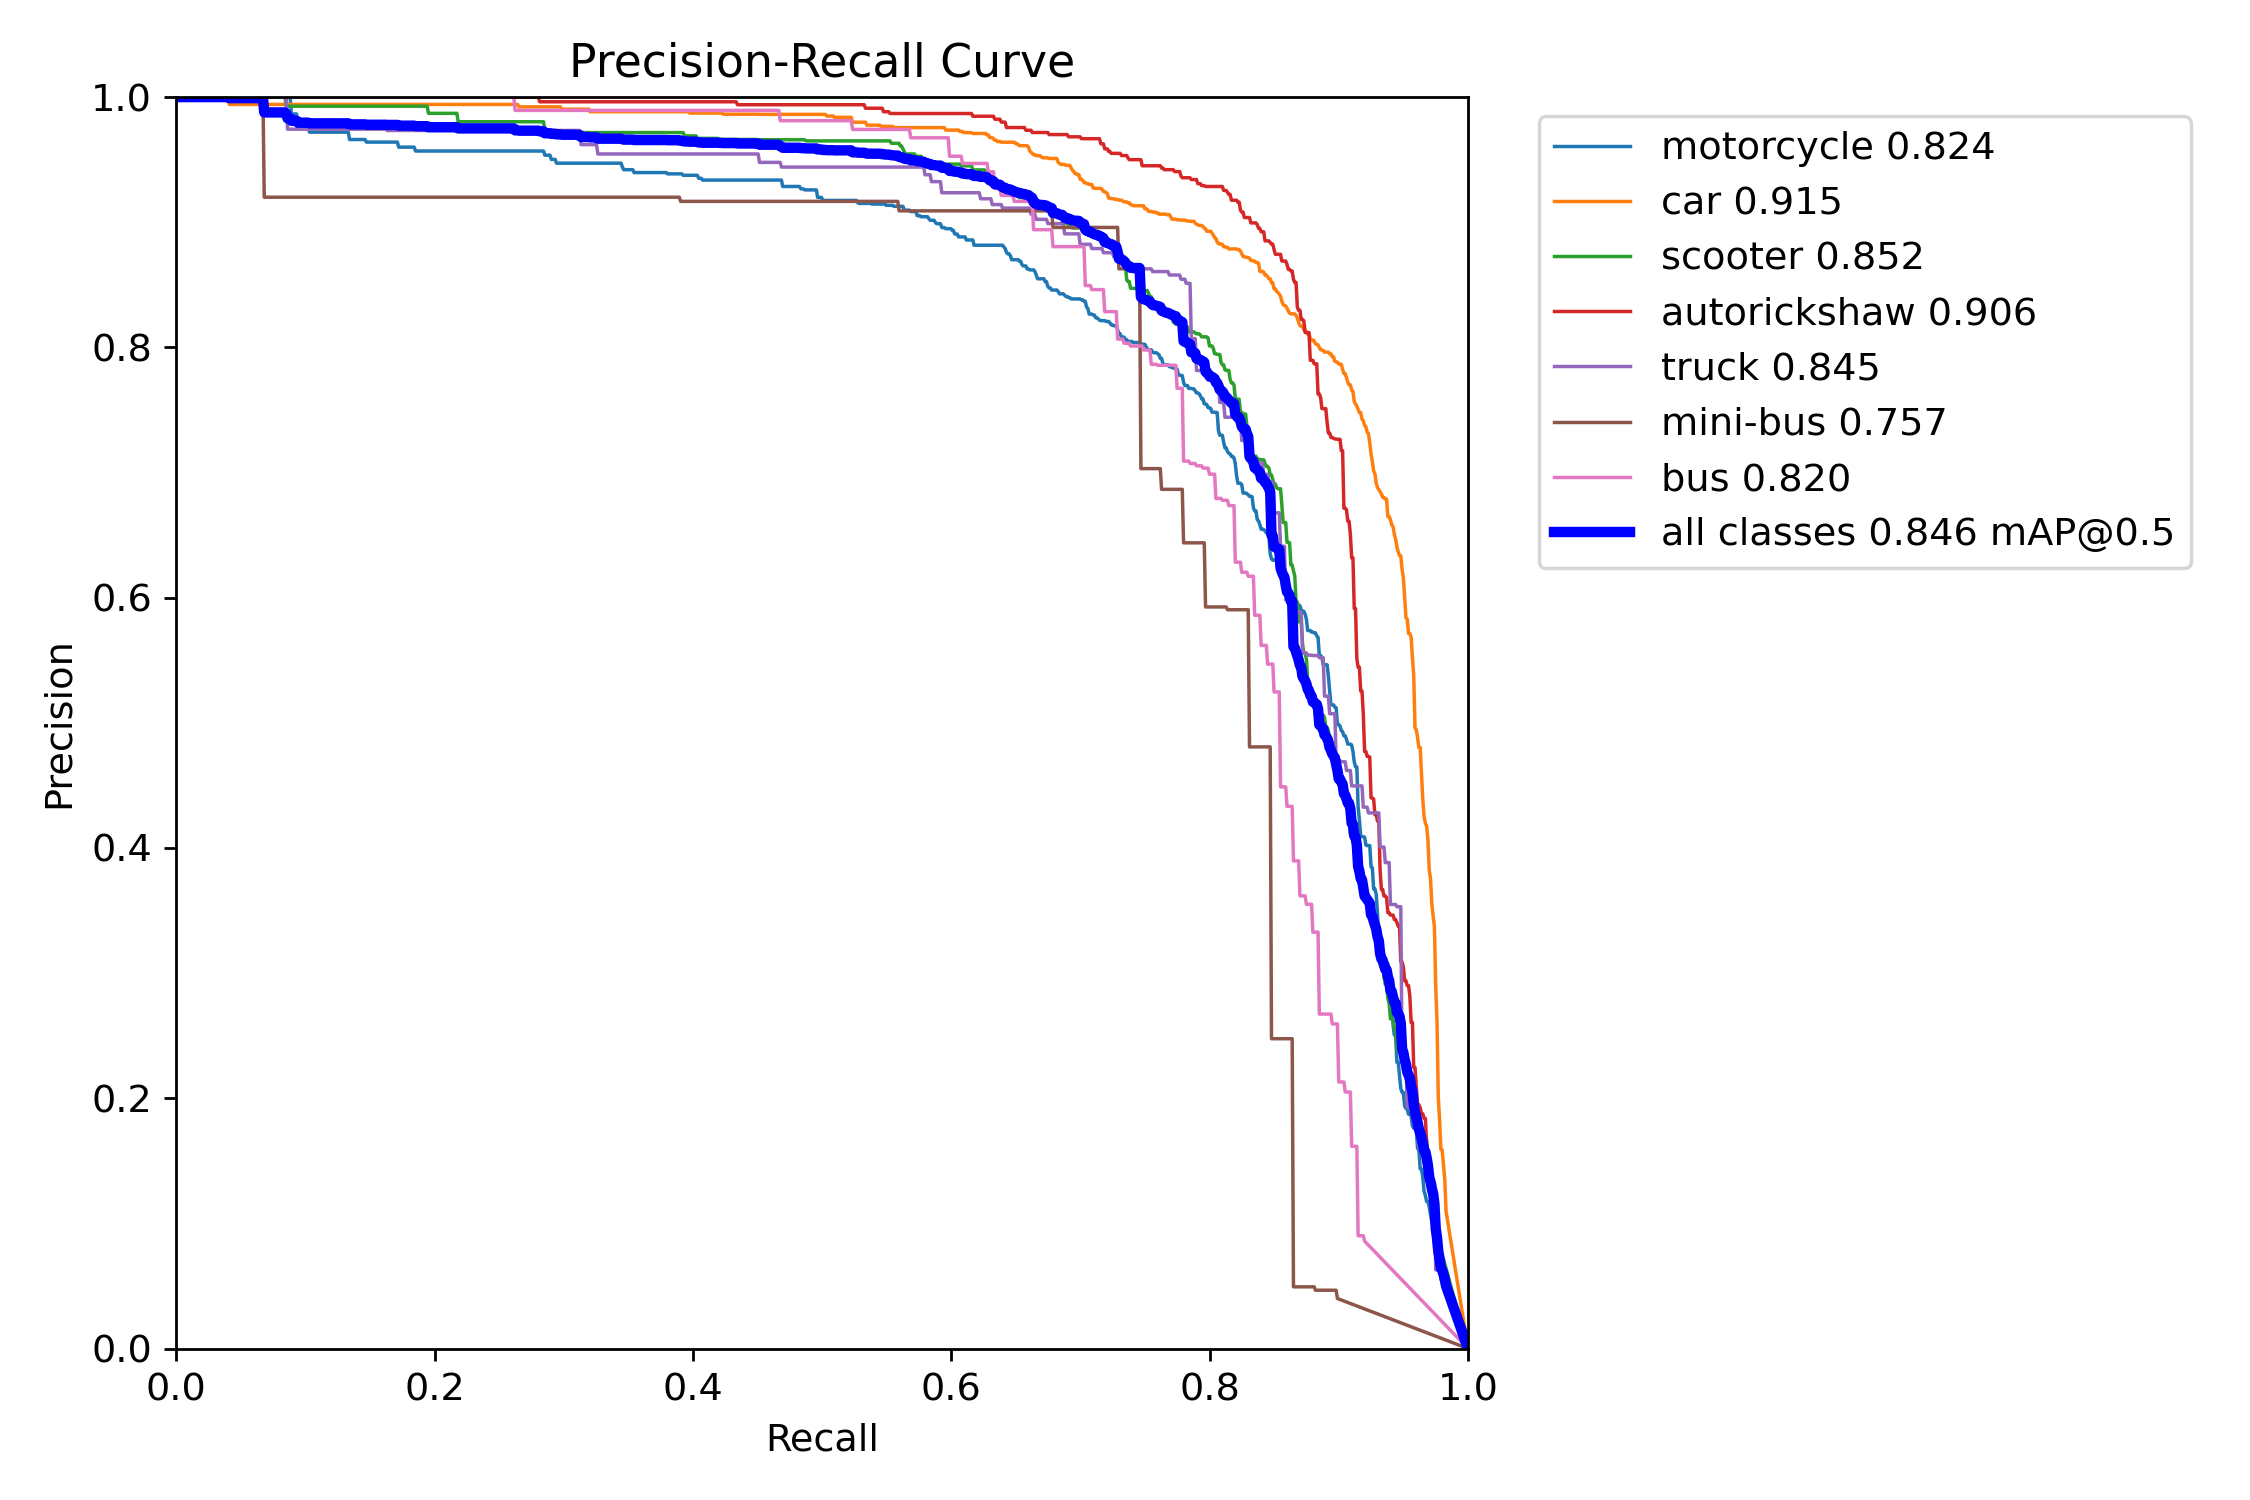 Precision-Recall Curve
1.0
0.8
0.6
0.4
0.2
0.0
Precision
0.0 0.2 0.4 0.6 0.8 1.0
Recall
motorcycle 0.824
car 0.915
scooter 0.852
autorickshaw 0.906
truck 0.845
mini-bus 0.757
bus 0.820
all classes 0.846 mAP@0.5